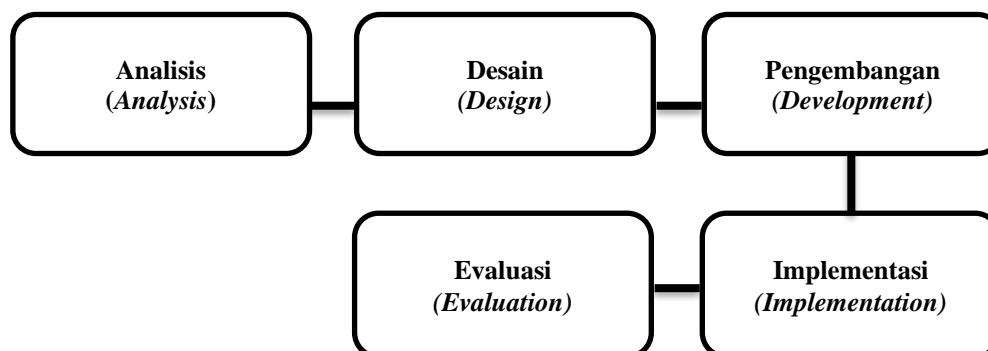 Analisis
(Analysis)
Desain
(Design)
Pengembangan
(Development)
Evaluasi
(Evaluation)
Implementasi
(Implementation)